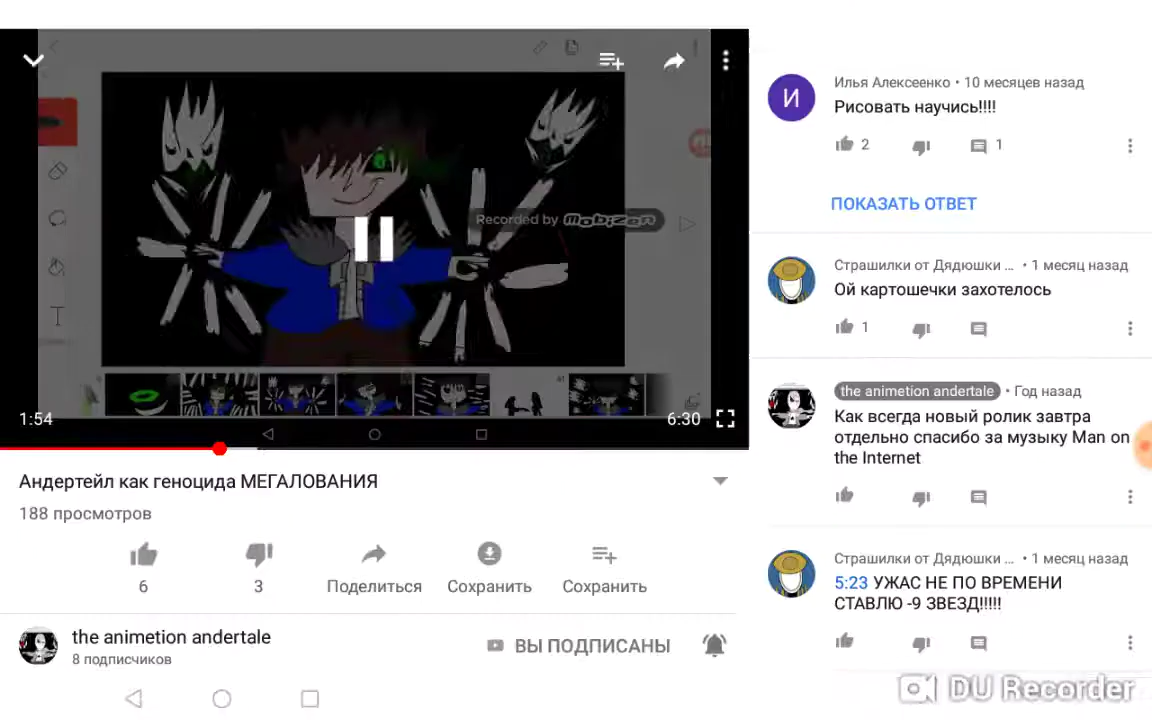 Recorded by Mobizen
T
1:54
6:30
Андертейл как геноцида МЕГАЛОВАНИЯ
188 просмотров
6
3
Поделиться
Сохранить
Сохранить
the animetion andertale
8 подписчиков
ВЫ ПОДПИСАНЫ
И
Илья Алексеенко • 10 месяцев назад
Рисовать научись!!!!
2
1
ПОКАЗАТЬ ОТВЕТ
Страшилки от Дядюшки ... • 1 месяц назад
Ой картошечки захотелось
1
the animetion andertale • Год назад
Как всегда новый ролик завтра
отдельно спасибо за музыку Man on
the Internet
Страшилки от Дядюшки ... • 1 месяц назад
5:23 УЖАС НЕ ПО ВРЕМЕНИ
СТАВЛЮ -9 ЗВЕЗД!!!!!
DU Recorder